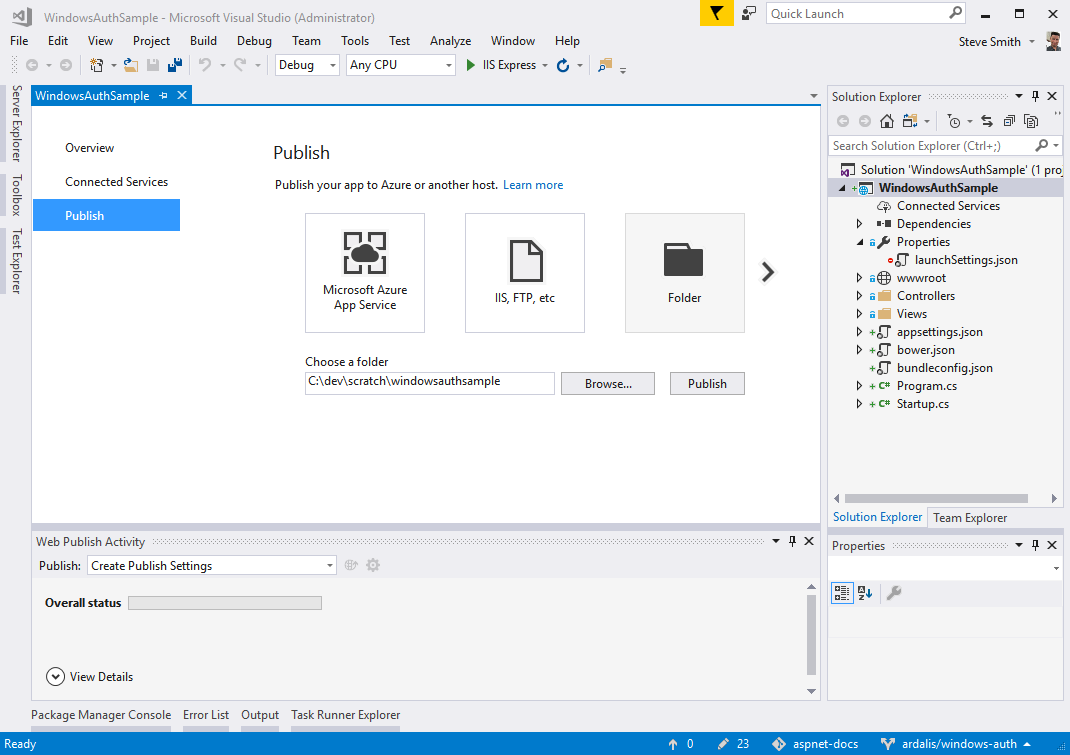 WindowsAuthSample - Microsoft Visual Studio (Administrator)
Quick Launch
File Edit View Project Build Debug Team Tools Test Analyze Window Help
Steve Smith
Debug Any CPU IIS Express
Server Explorer
Toolbox
Test Explorer
WindowsAuthSample
Overview
Connected Services
Publish
Publish
Publish your app to Azure or another host. Learn more
Microsoft Azure
App Service
IIS, FTP, etc
Folder
Choose a folder
C:\dev\scratch\windowsauthsample
Browse...
Publish
Web Publish Activity
Publish: Create Publish Settings
Overall status
View Details
Package Manager Console Error List Output Task Runner Explorer
Solution Explorer
Search Solution Explorer (Ctrl+;)
Solution 'WindowsAuthSample' (1 proj
WindowsAuthSample
Connected Services
Dependencies
Properties
launchSettings.json
wwwroot
Controllers
Views
appsettings.json
bower.json
bundleconfig.json
C# Program.cs
C# Startup.cs
Solution Explorer Team Explorer
Properties
Ready 0 23 aspnet-docs ardalis/windows-auth